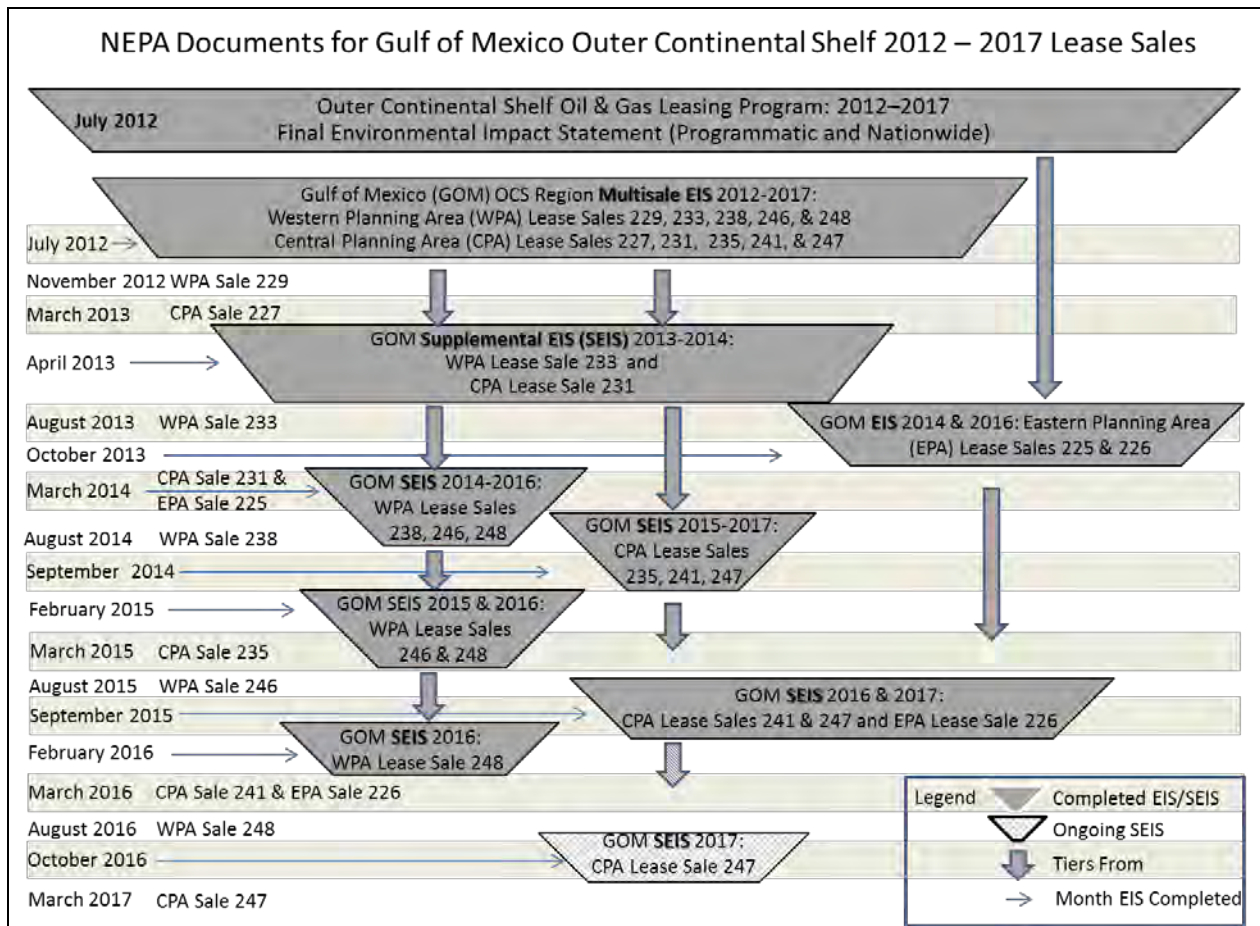 NEPA Documents for Gulf of Mexico Outer Continental Shelf 2012 – 2017 Lease Sales
July 2012
Outer Continental Shelf Oil & Gas Leasing Program: 2012–2017
Final Environmental Impact Statement (Programmatic and Nationwide)
Gulf of Mexico (GOM) OCS Region Multisale EIS 2012-2017:
Western Planning Area (WPA) Lease Sales 229, 233, 238, 246, & 248
Central Planning Area (CPA) Lease Sales 227, 231, 235, 241, & 247
July 2012
November 2012 WPA Sale 229
March 2013 CPA Sale 227
GOM Supplemental EIS (SEIS) 2013-2014:
WPA Lease Sale 233 and
CPA Lease Sale 231
April 2013
August 2013 WPA Sale 233
GOM EIS 2014 & 2016: Eastern Planning Area
(EPA) Lease Sales 225 & 226
October 2013
March 2014 CPA Sale 231 &
EPA Sale 225
GOM SEIS 2014-2016:
WPA Lease Sales
238, 246, 248
GOM SEIS 2015-2017:
CPA Lease Sales
235, 241, 247
August 2014 WPA Sale 238
September 2014
February 2015
GOM SEIS 2015 & 2016:
WPA Lease Sales
246 & 248
March 2015 CPA Sale 235
August 2015 WPA Sale 246
GOM SEIS 2016 & 2017:
CPA Lease Sales 241 & 247 and EPA Lease Sale 226
September 2015
GOM SEIS 2016:
WPA Lease Sale 248
February 2016
March 2016 CPA Sale 241 & EPA Sale 226
August 2016 WPA Sale 248
GOM SEIS 2017:
CPA Lease Sale 247
October 2016
March 2017 CPA Sale 247
Legend
Completed EIS/SEIS
Ongoing SEIS
Tiers From
Month EIS Completed